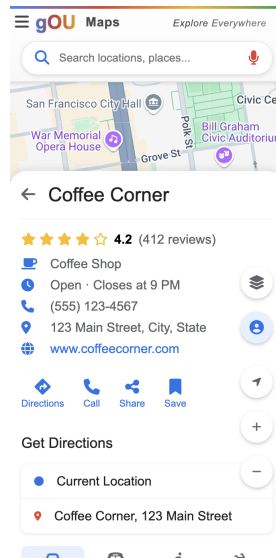 gOU Maps Explore Everywhere
Search locations, places...
San Francisco City Hall
Civic Ce
War Memorial
Opera House
Polk St
Bill Graham
Civic Auditoriu
Grove St
Coffee Corner
4.2 (412 reviews)
Coffee Shop
Open · Closes at 9 PM
(555) 123-4567
123 Main Street, City, State
www.coffeecorner.com
Directions Call Share Save
Get Directions
Current Location
Coffee Corner, 123 Main Street